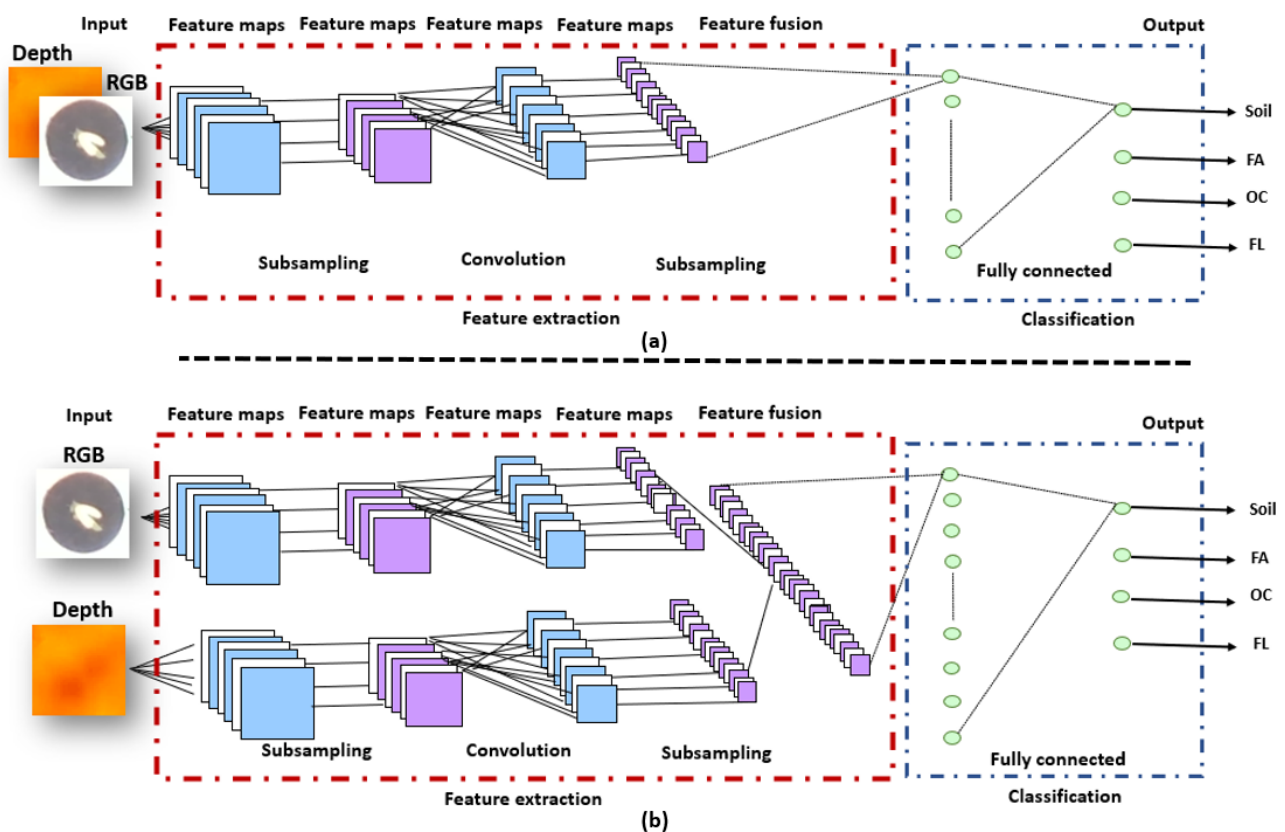 Input Feature maps Feature maps Feature maps Feature maps Feature fusion Output
Depth
RGB
Soil
FA
OC
FL
Subsampling Convolution Subsampling Fully connected
Feature extraction Classification
(a)
Input Feature maps Feature maps Feature maps Feature maps Feature fusion Output
RGB
Soil
FA
OC
Depth
FL
Subsampling Convolution Subsampling Fully connected
Feature extraction Classification
(b)